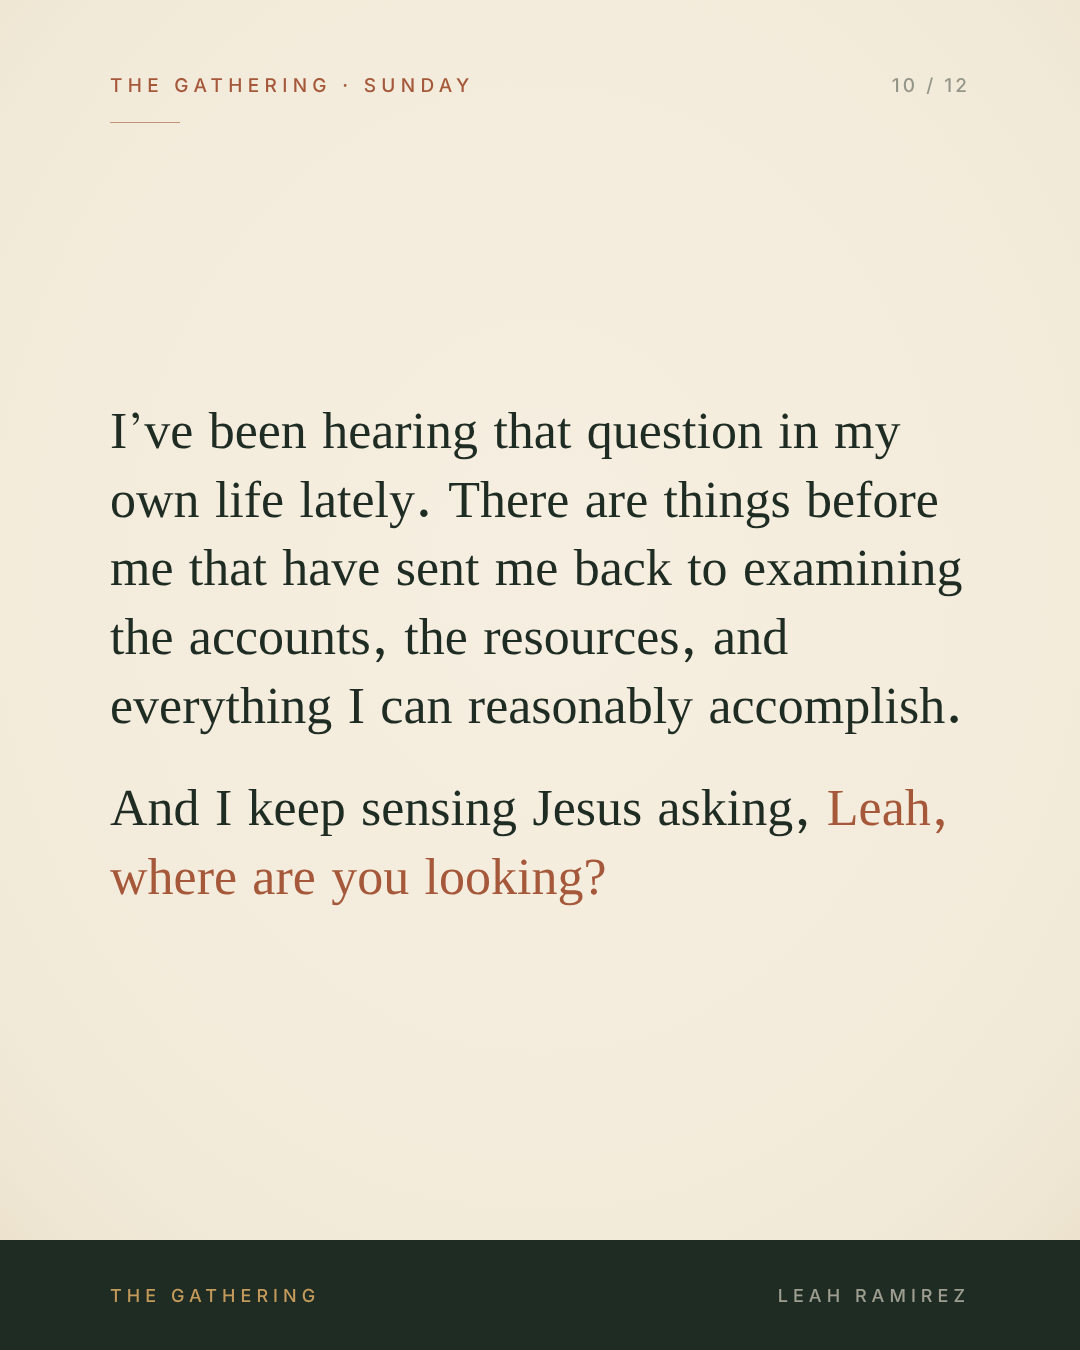 THE GATHERING · SUNDAY
10 / 12
I’ve been hearing that question in my
own life lately. There are things before
me that have sent me back to examining
the accounts, the resources, and
everything I can reasonably accomplish.
And I keep sensing Jesus asking, Leah,
where are you looking?
THE GATHERING
LEAH RAMIREZ